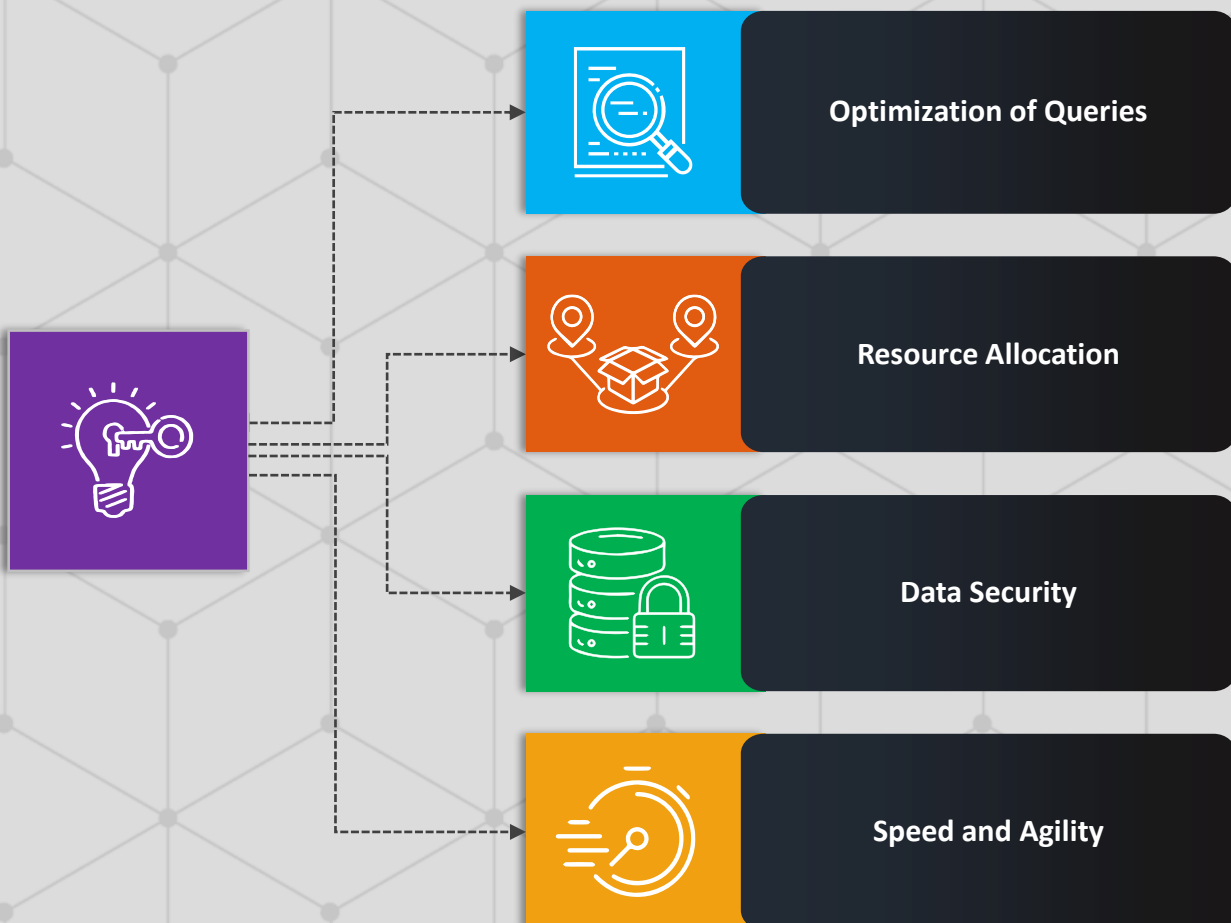 Optimization of Queries
Resource Allocation
Data Security
Speed and Agility